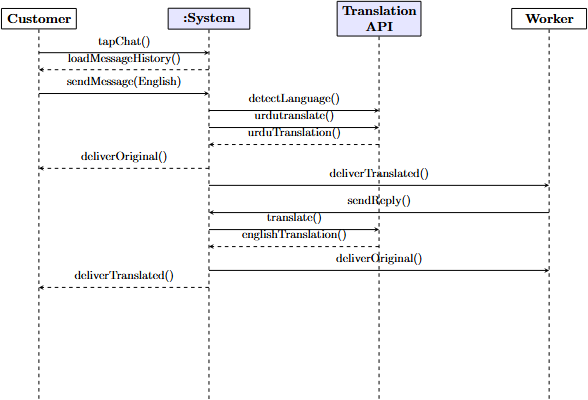 Customer
:System
Translation
API
Worker
tapChat()
loadMessageHistory()
sendMessage(English)
detectLanguage()
urdutranslate()
urduTranslation()
deliverOriginal()
deliverTranslated()
sendReply()
translate()
englishTranslation()
deliverOriginal()
deliverTranslated()